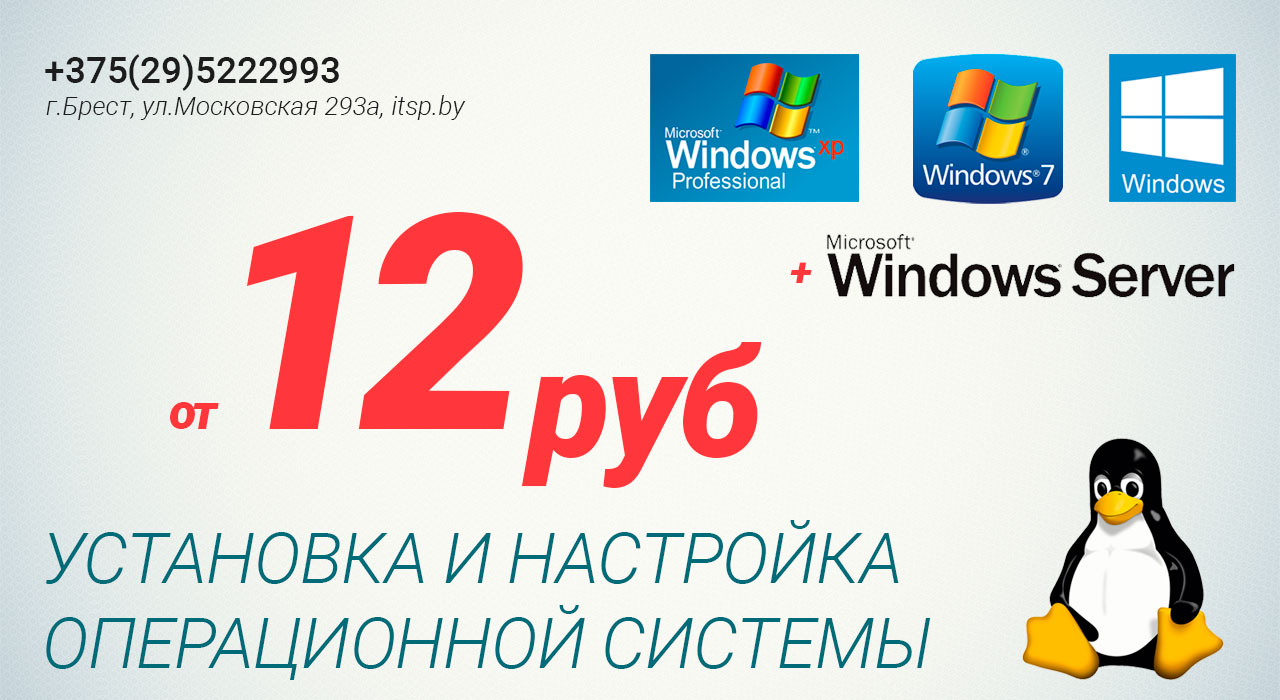 +375(29)5222993
г.Брест, ул.Московская 293а, itsp.by
Microsoft®
Windows xp™
Professional
Windows®7
Windows
+ Microsoft®
Windows® Server
от 12 руб
УСТАНОВКА И НАСТРОЙКА
ОПЕРАЦИОННОЙ СИСТЕМЫ